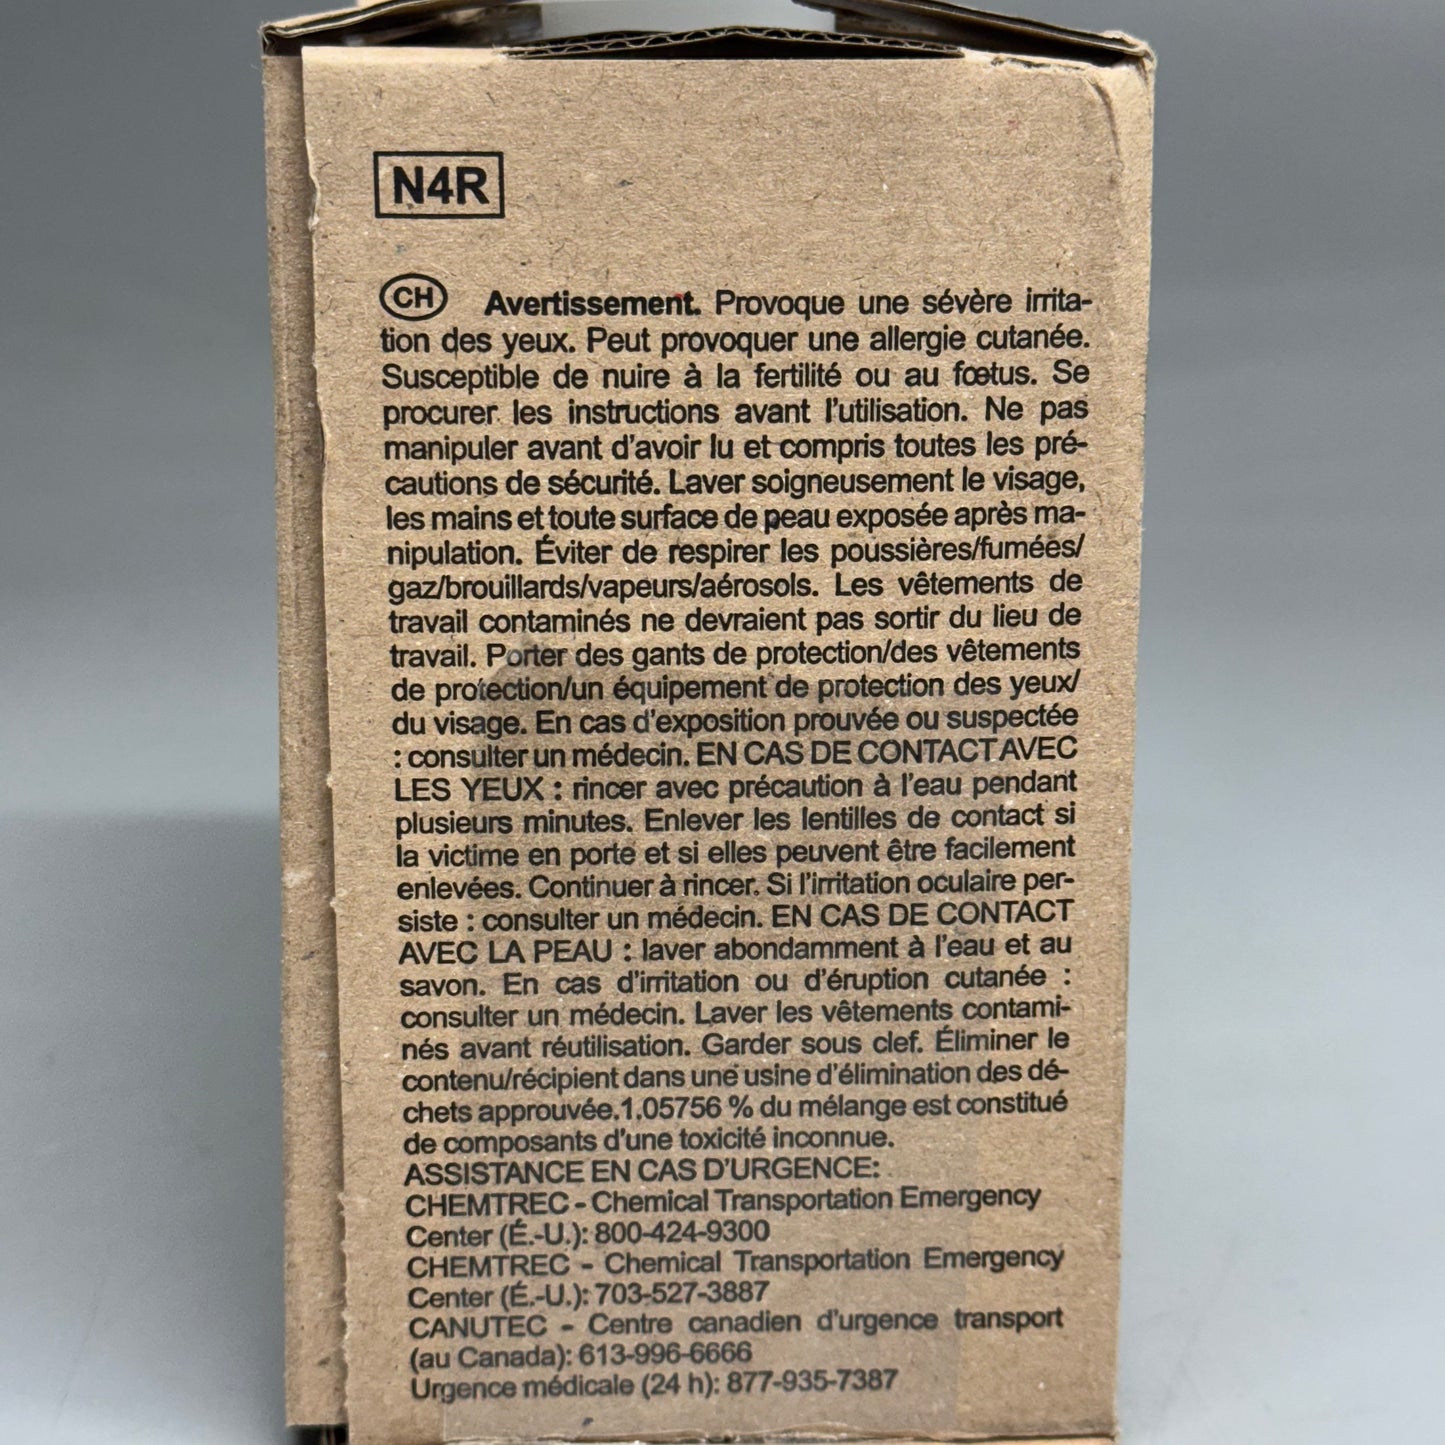 N4R
CH Avertissement. Provoque une sévère irrita-
tion des yeux. Peut provoquer une allergie cutanée.
Susceptible de nuire à la fertilité ou au fœtus. Se
procurer les instructions avant l'utilisation. Ne pas
manipuler avant d'avoir lu et compris toutes les pré-
cautions de sécurité. Laver soigneusement le visage,
les mains et toute surface de peau exposée après ma-
nipulation. Éviter de respirer les poussières/fumées/
gaz/brouillards/vapeurs/aérosols. Les vêtements de
travail contaminés ne devraient pas sortir du lieu de
travail. Porter des gants de protection/des vêtements
de protection/un équipement de protection des yeux/
du visage. En cas d'exposition prouvée ou suspectée
: consulter un médecin. EN CAS DE CONTACT AVEC
LES YEUX : rincer avec précaution à l'eau pendant
plusieurs minutes. Enlever les lentilles de contact si
la victime en porte et si elles peuvent être facilement
enlevées. Continuer à rincer. Si l'irritation oculaire per-
siste : consulter un médecin. EN CAS DE CONTACT
AVEC LA PEAU : laver abondamment à l'eau et au
savon. En cas d'irritation ou d'éruption cutanée :
consulter un médecin. Laver les vêtements contami-
nés avant réutilisation. Garder sous clef. Éliminer le
contenu/récipient dans une usine d'élimination des dé-
chets approuvée.1.05756 % du mélange est constitué
de composants d'une toxicité inconnue.
ASSISTANCE EN CAS D'URGENCE:
CHEMTREC - Chemical Transportation Emergency
Center (É.-U.): 800-424-9300
CHEMTREC - Chemical Transportation Emergency
Center (É.-U.): 703-527-3887
CANUTEC - Centre canadien d'urgence transport
(au Canada): 613-996-6666
Urgence médicale (24 h): 877-935-7387